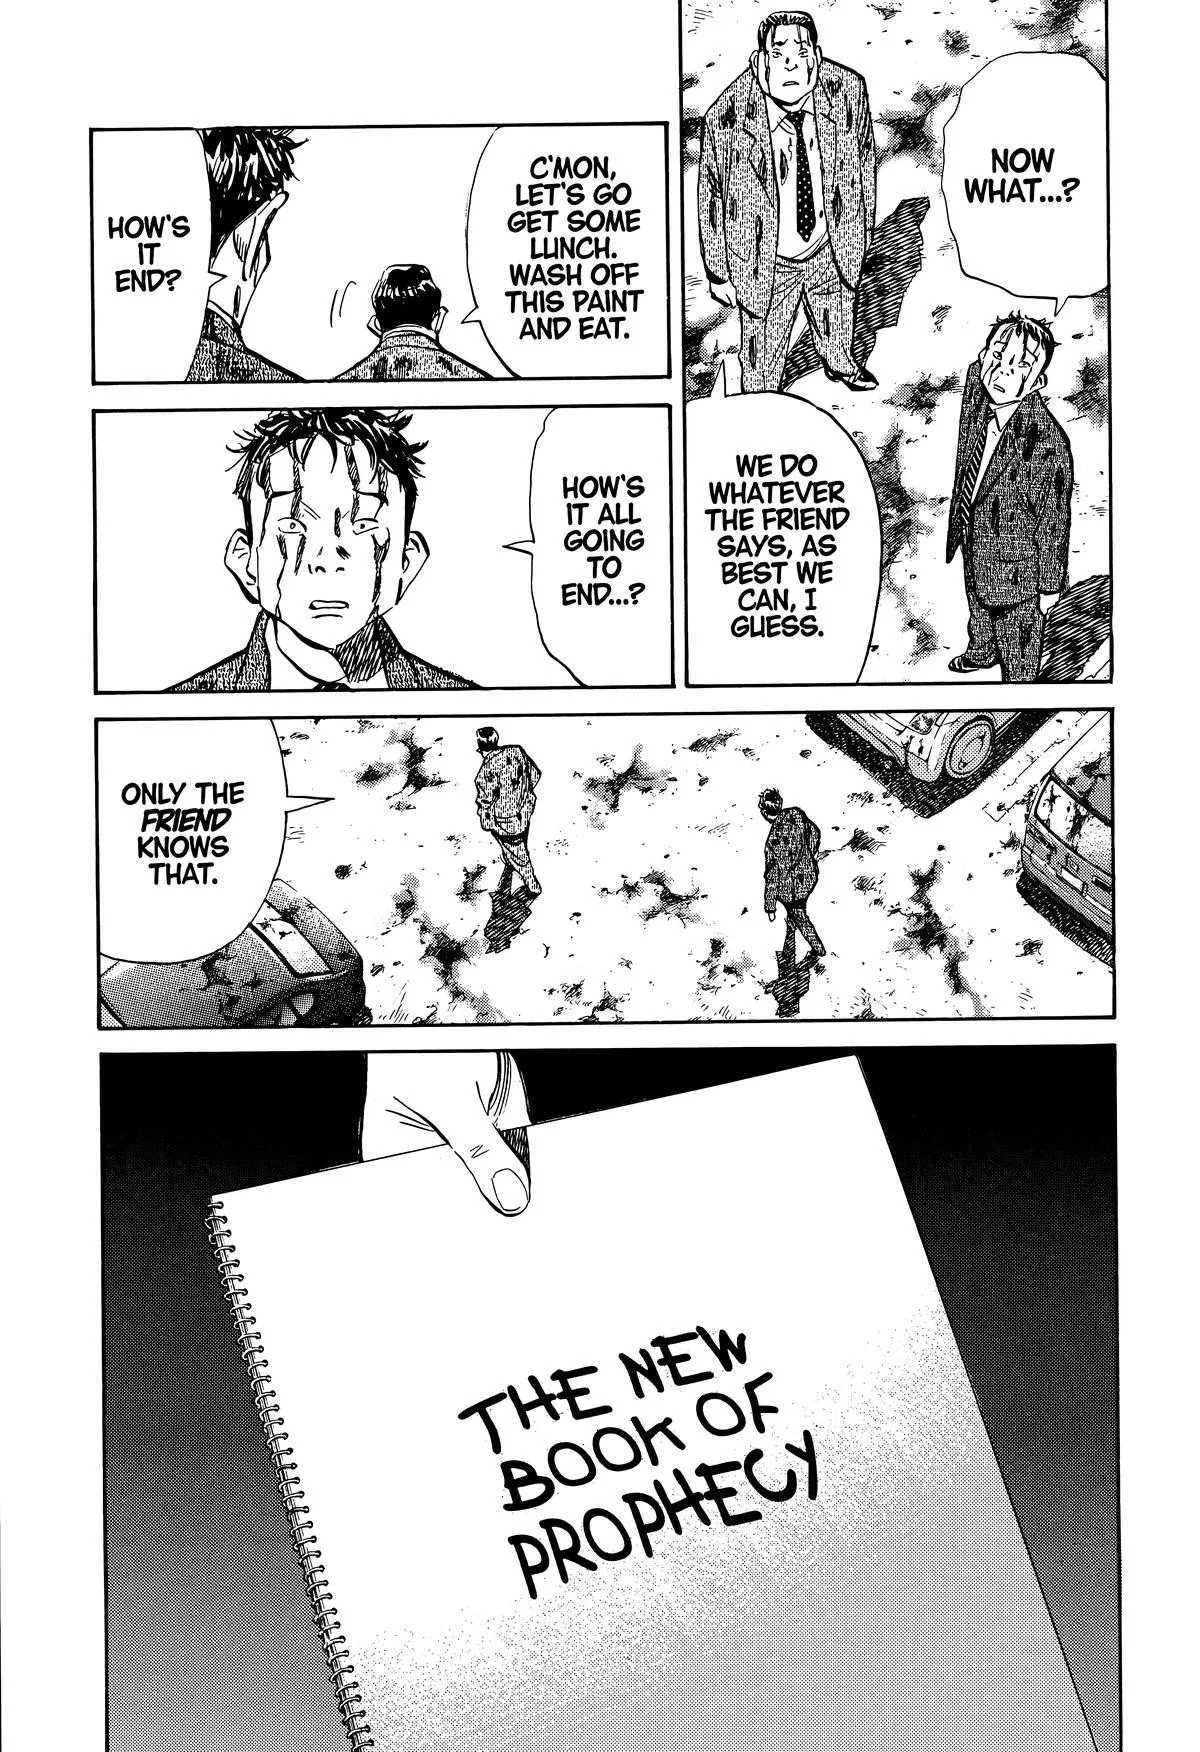 NOW
WHAT...?
WE DO
WHATEVER
THE FRIEND
SAYS, AS
BEST WE
CAN, I
GUESS.
C'MON,
LET'S GO
GET SOME
LUNCH.
WASH OFF
THIS PAINT
AND EAT.
HOW'S
IT
END?
HOW'S
IT ALL
GOING
TO
END...?
ONLY THE
FRIEND
KNOWS
THAT.
THE NEW
BOOK OF
PROPHECY